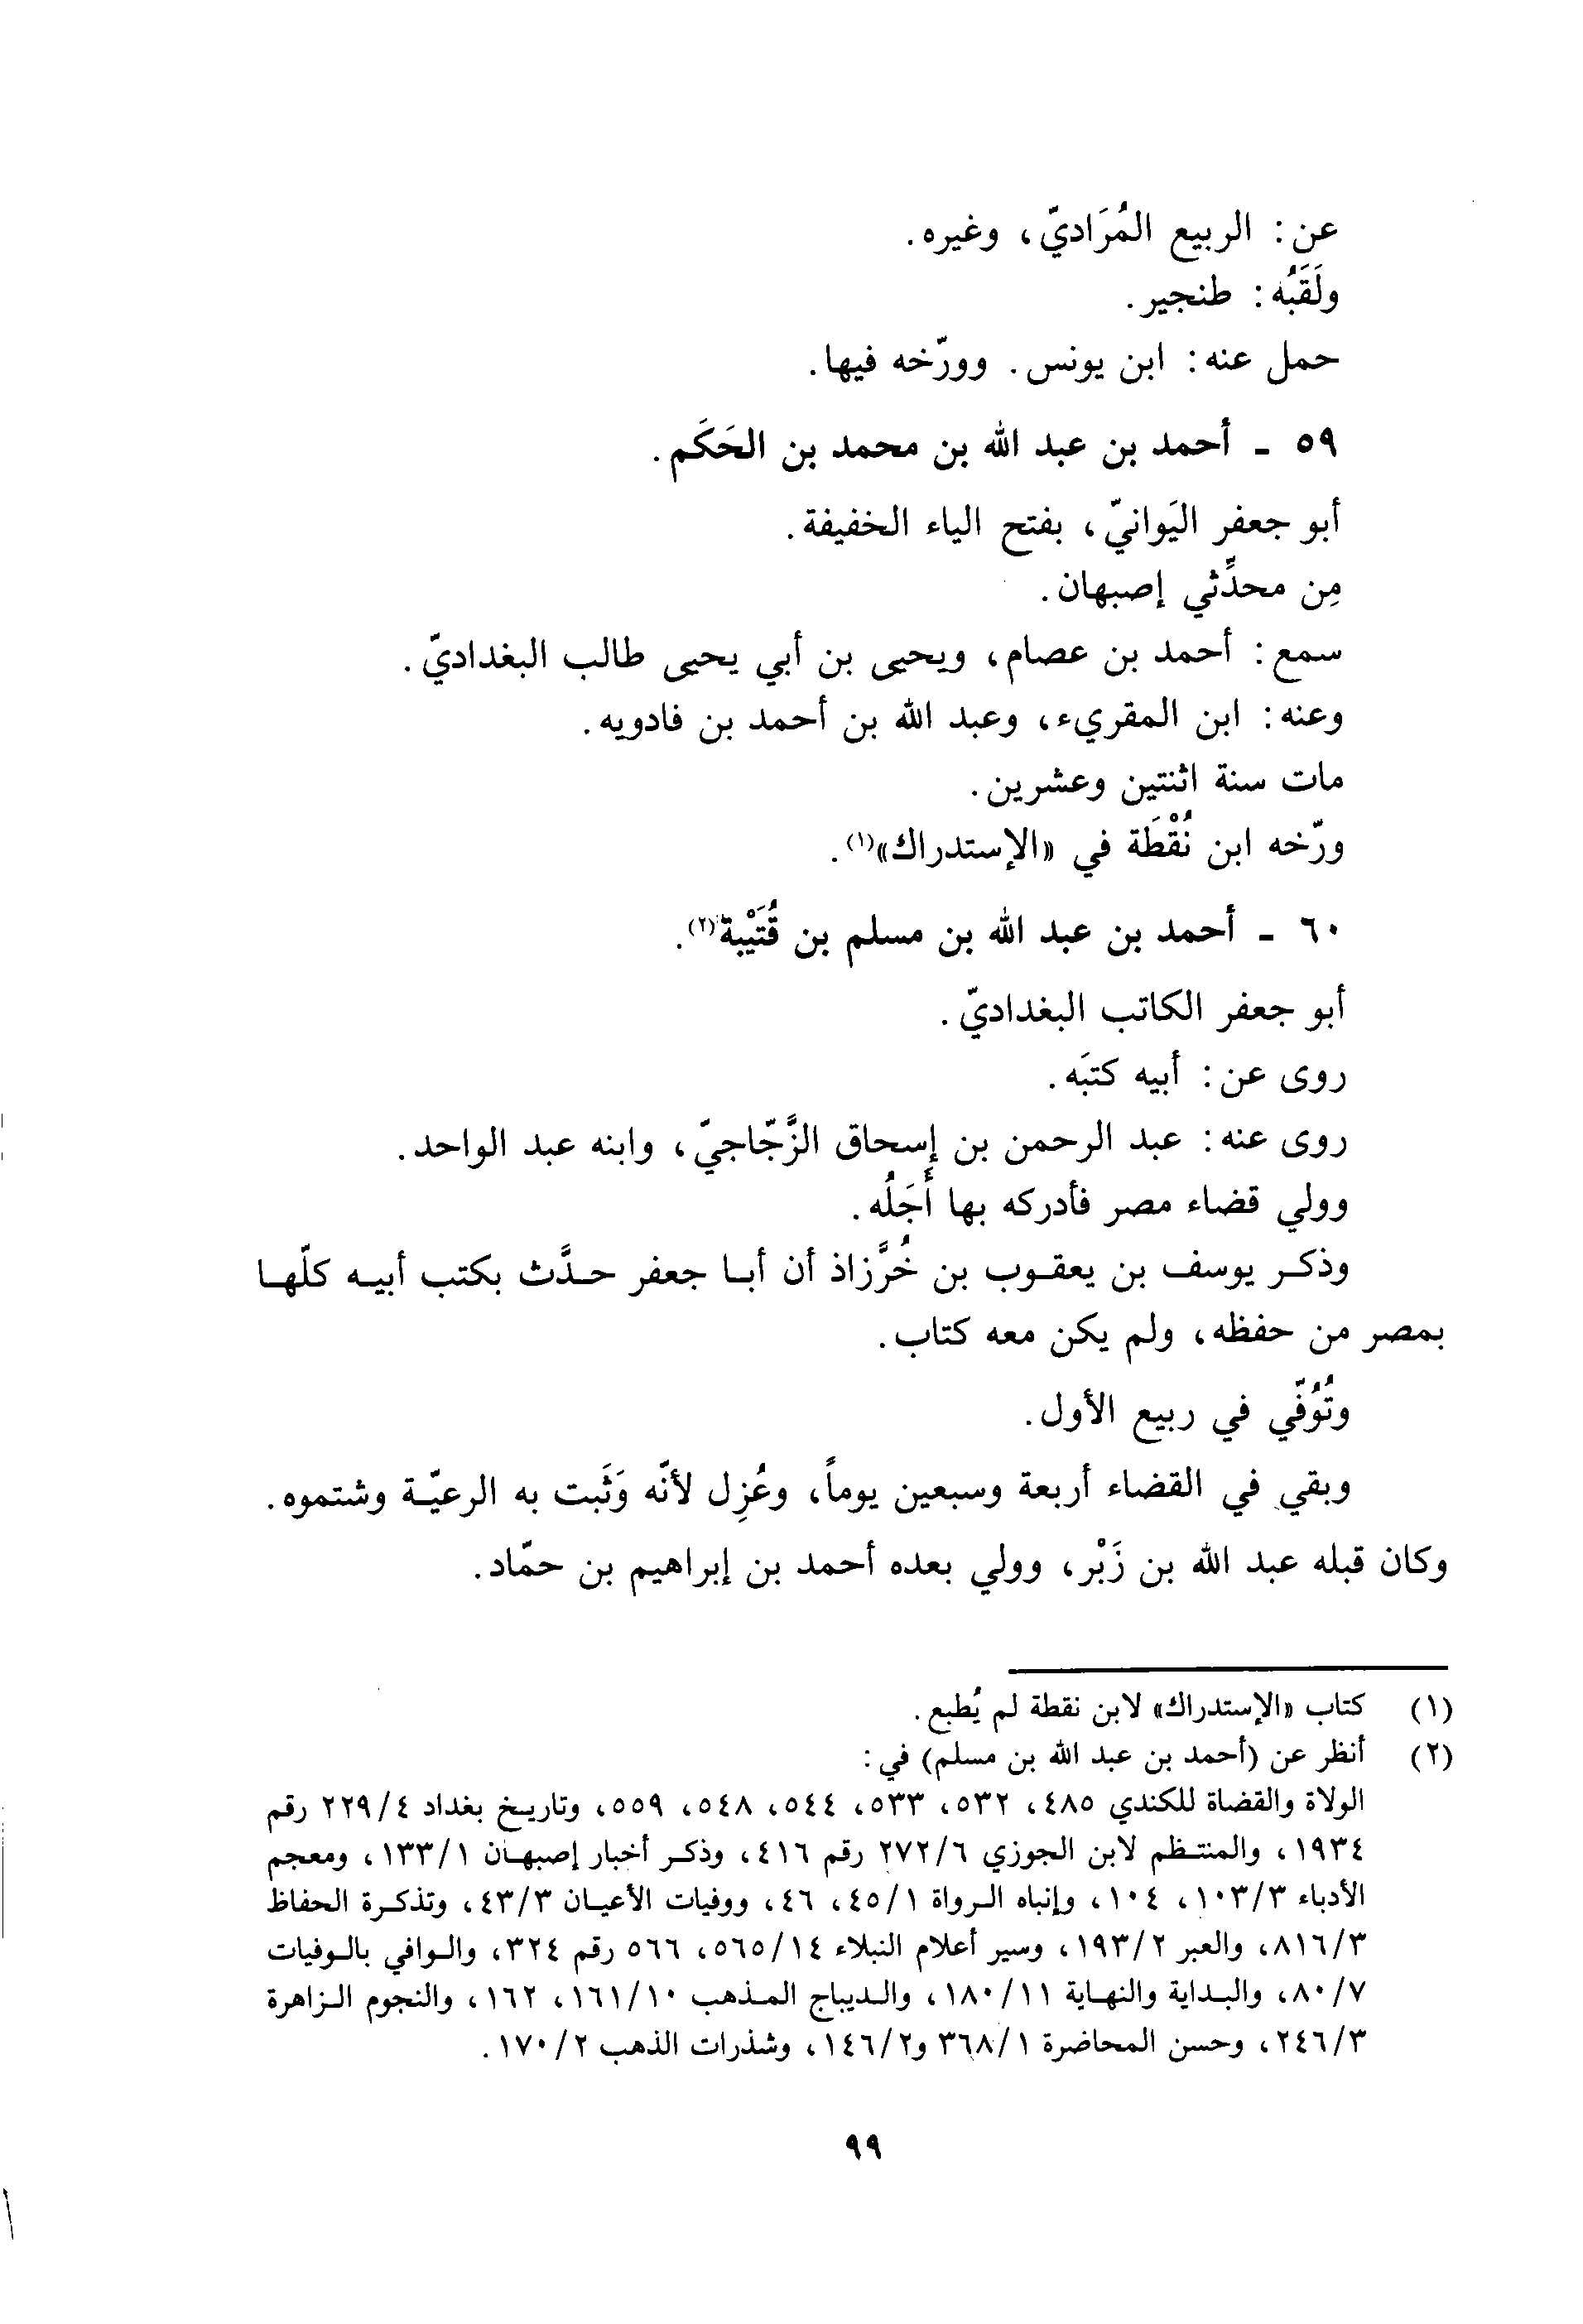 عن: الربيع المُرَاديّ، وغيره.
ولَقَبُه: طنجير.
حمل عنه: ابن يونس. وورّخه فيها.
٥٩ - أحمد بن عبد الله بن محمد بن الحَكَم.
أبو جعفر اليَوانيّ، بفتح الياء الخفيفة.
مِن محدِّثي إصبهان.
سمع: أحمد بن عصام، ويحيى بن أبي يحيى طالب البغداديّ.
وعنه: ابن المقريء، وعبد الله بن أحمد بن فادويه.
مات سنة اثنتين وعشرين.
ورّخه ابن نُقْطَة في «الإستدراك»(١).
٦٠ - أحمد بن عبد الله بن مسلم بن قُتَيْبة(٢).
أبو جعفر الكاتب البغداديّ.
روى عن: أبيه كتبَه.
روى عنه: عبد الرحمن بن إسحاق الزَّجّاجيّ، وابنه عبد الواحد.
وولي قضاء مصر فأدركه بها أَجَلُه.
وذكر يوسف بن يعقوب بن خُرَّزاذ أن أبا جعفر حدَّث بكتب أبيه كلّها
بمصر من حفظه، ولم يكن معه كتاب.
وتُوُفّي في ربيع الأول.
وبقي في القضاء أربعة وسبعين يوماً، وعُزِل لأنّه وَثَبت به الرعيّة وشتموه.
وكان قبله عبد الله بن زَبْر، وولي بعده أحمد بن إبراهيم بن حمّاد.
(١) كتاب «الإستدراك» لابن نقطة لم يُطبع.
(٢) أنظر عن (أحمد بن عبد الله بن مسلم) في:
الولاة والقضاة للكندي ٤٨٥، ٥٣٢، ٥٣٣، ٥٤٤، ٥٤٨، ٥٥٩، وتاريخ بغداد ٢٢٩/٤ رقم
١٩٣٤، والمنتظم لابن الجوزي ٢٧٢/٦ رقم ٤١٦، وذكر أخبار إصبهان ١٣٣/١، ومعجم
الأدباء ١٠٣/٣، ١٠٤، وإنباه الرواة ٤٥/١، ٤٦، ووفيات الأعيان ٤٣/٣، وتذكرة الحفاظ
٨١٦/٣، والعبر ١٩٣/٢، وسير أعلام النبلاء ٥٦٥/١٤، ٥٦٦ رقم ٣٢٤، والوافي بالوفيات
٨٠/٧، والبداية والنهاية ١٨٠/١١، والديباج المذهب ١٦١/١٠، ١٦٢، والنجوم الزاهرة
٢٤٦/٣، وحسن المحاضرة ٣٦٨/١ و١٤٦/٢، وشذرات الذهب ١٧٠/٢.
٩٩